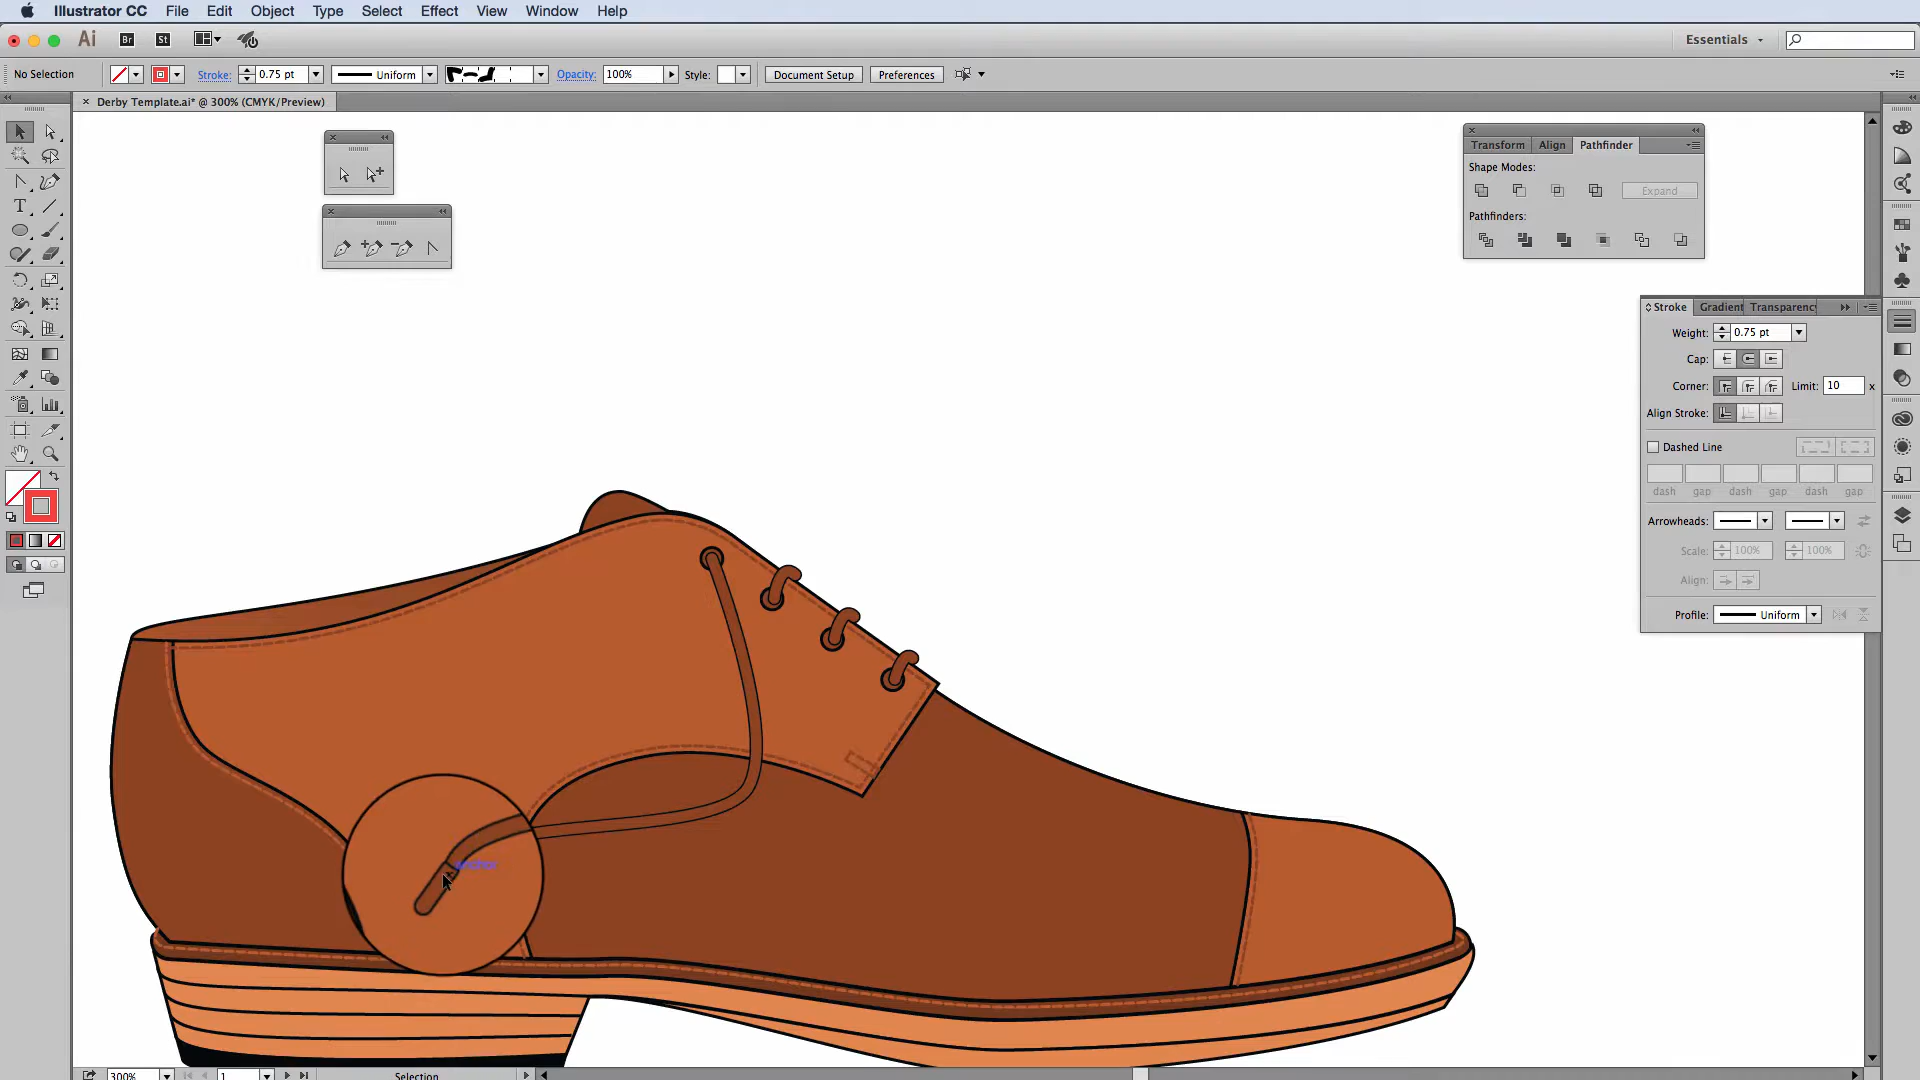 Illustrator CC File Edit Object Type Select Effect View Window Help
Ai Br St Essentials
No Selection Stroke: 0.75 pt Uniform Opacity: 100% Style: Document Setup Preferences
× Derby Template.ai* @ 300% (CMYK/Preview)
Transform Align Pathfinder
Shape Modes:
Expand
Pathfinders:
Stroke Gradient Transparency
Weight: 0.75 pt
Cap:
Corner: Limit: 10 x
Align Stroke:
Dashed Line
dash gap dash gap dash gap
Arrowheads:
Scale: 100% 100%
Align:
Profile: Uniform
300% 1 Selection